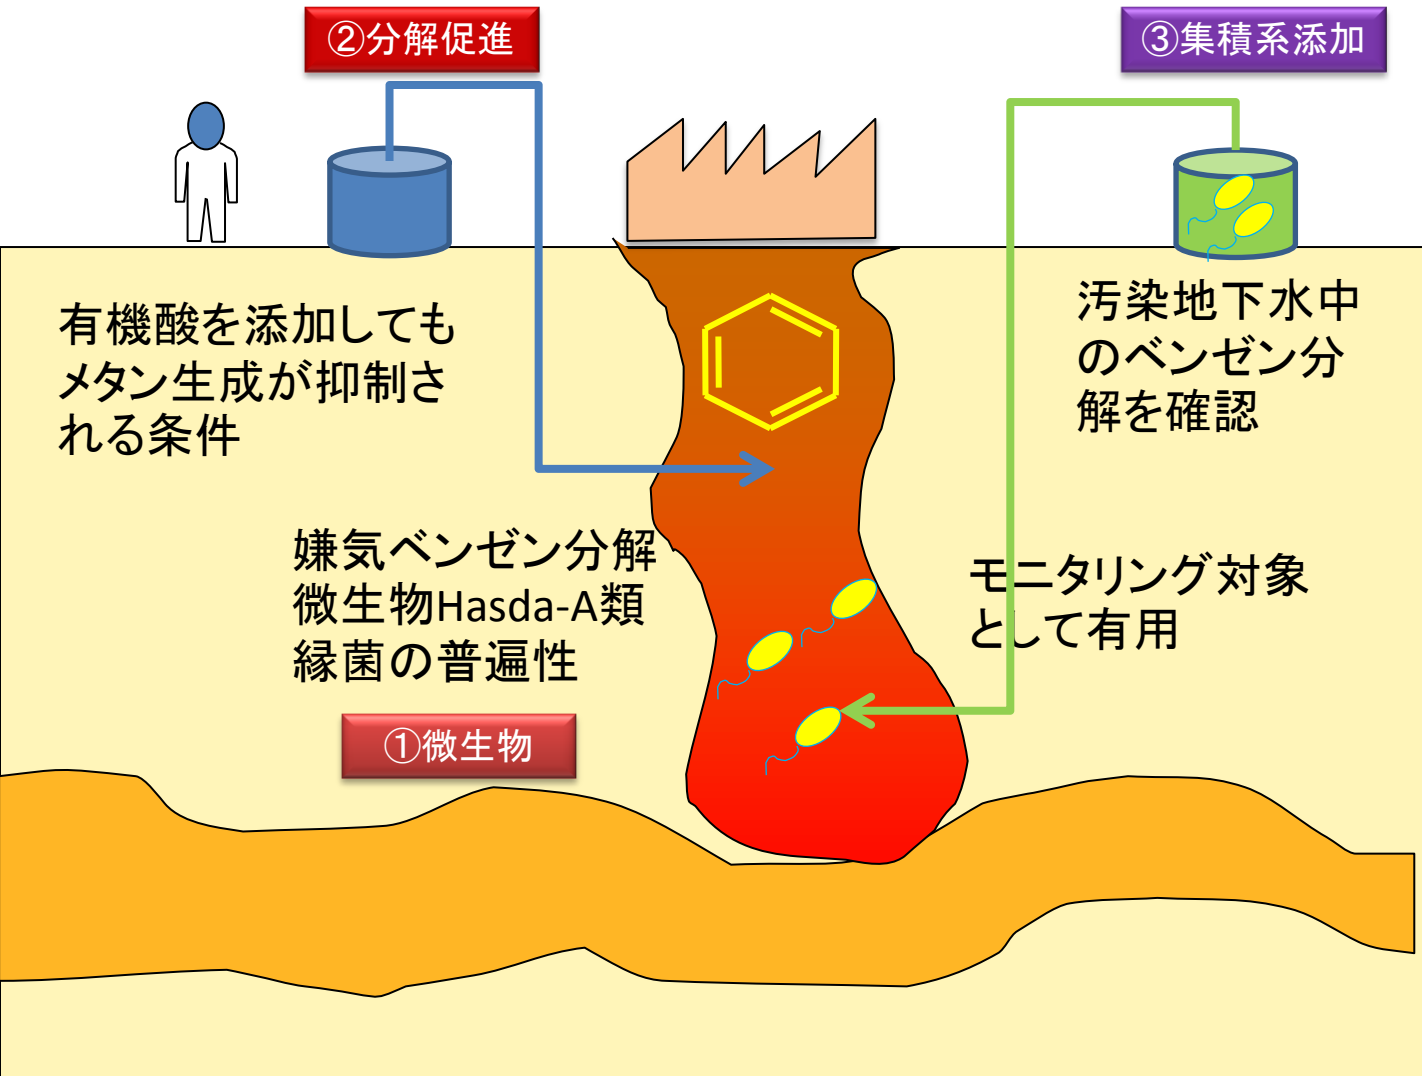 ②分解促進
③集積系添加
有機酸を添加しても
メタン生成が抑制さ
れる条件
汚染地下水中
のベンゼン分
解を確認
嫌気ベンゼン分解
微生物Hasda-A類
縁菌の普遍性
モニタリング対象
として有用
①微生物